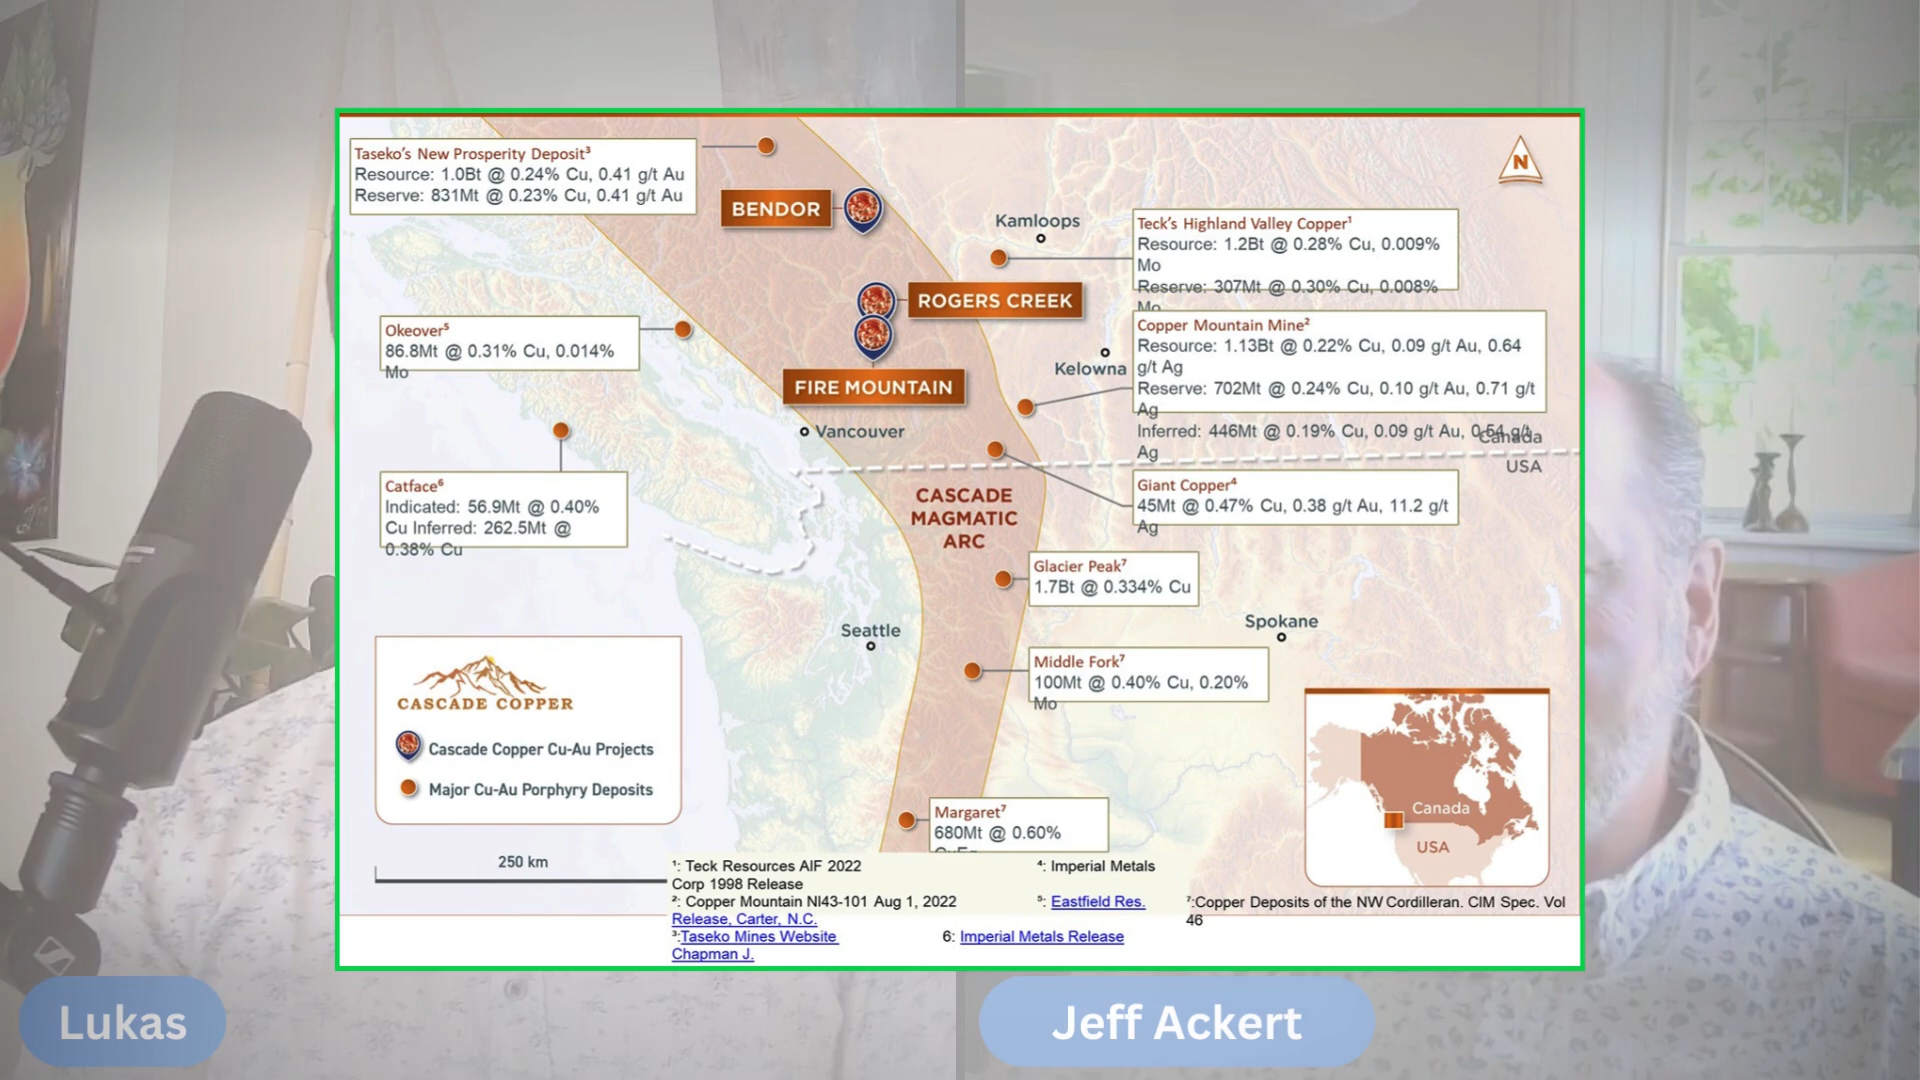 Taseko's New Prosperity Deposit³
Resource: 1.0Bt @ 0.24% Cu, 0.41 g/t Au
Reserve: 831Mt @ 0.23% Cu, 0.41 g/t Au
BENDOR
N
Kamloops
Teck's Highland Valley Copper¹
Resource: 1.2Bt @ 0.28% Cu, 0.009%
Mo
Reserve: 307Mt @ 0.30% Cu, 0.008%
Mo
ROGERS CREEK
Okeover⁵
86.8Mt @ 0.31% Cu, 0.014%
Mo
Copper Mountain Mine²
Resource: 1.13Bt @ 0.22% Cu, 0.09 g/t Au, 0.64
g/t Ag
Reserve: 702Mt @ 0.24% Cu, 0.10 g/t Au, 0.71 g/t
Ag
Inferred: 446Mt @ 0.19% Cu, 0.09 g/t Au, 0.54 g/t
Ag
Kelowna
FIRE MOUNTAIN
Vancouver
Canada
USA
Catface⁶
Indicated: 56.9Mt @ 0.40%
Cu Inferred: 262.5Mt @
0.38% Cu
CASCADE
MAGMATIC
ARC
Giant Copper⁴
45Mt @ 0.47% Cu, 0.38 g/t Au, 11.2 g/t
Ag
Glacier Peak⁷
1.7Bt @ 0.334% Cu
Seattle
Spokane
Middle Fork⁷
100Mt @ 0.40% Cu, 0.20%
Mo
CASCADE COPPER
Cascade Copper Cu-Au Projects
Major Cu-Au Porphyry Deposits
Canada
USA
Margaret⁷
680Mt @ 0.60%
250 km
¹: Teck Resources AIF 2022
⁴: Imperial Metals
Corp 1998 Release
²: Copper Mountain NI43-101 Aug 1, 2022
⁵: Eastfield Res.
⁷:Copper Deposits of the NW Cordilleran. CIM Spec. Vol
46
Release, Carter, N.C.
³:Taseko Mines Website
6: Imperial Metals Release
Chapman J.
Lukas
Jeff Ackert